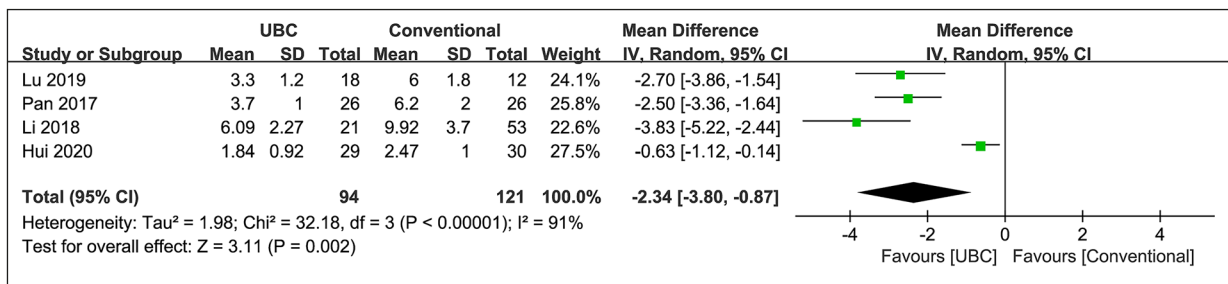 UBC Conventional Mean Difference Mean Difference
Study or Subgroup Mean SD Total Mean SD Total Weight IV, Random, 95% CI IV, Random, 95% CI
Lu 2019 3.3 1.2 18 6 1.8 12 24.1% -2.70 [-3.86, -1.54]
Pan 2017 3.7 1 26 6.2 2 26 25.8% -2.50 [-3.36, -1.64]
Li 2018 6.09 2.27 21 9.92 3.7 53 22.6% -3.83 [-5.22, -2.44]
Hui 2020 1.84 0.92 29 2.47 1 30 27.5% -0.63 [-1.12, -0.14]
Total (95% CI) 94 121 100.0% -2.34 [-3.80, -0.87]
Heterogeneity: Tau² = 1.98; Chi² = 32.18, df = 3 (P < 0.00001); I² = 91%
Test for overall effect: Z = 3.11 (P = 0.002)
-4 -2 0 2 4
Favours [UBC] Favours [Conventional]